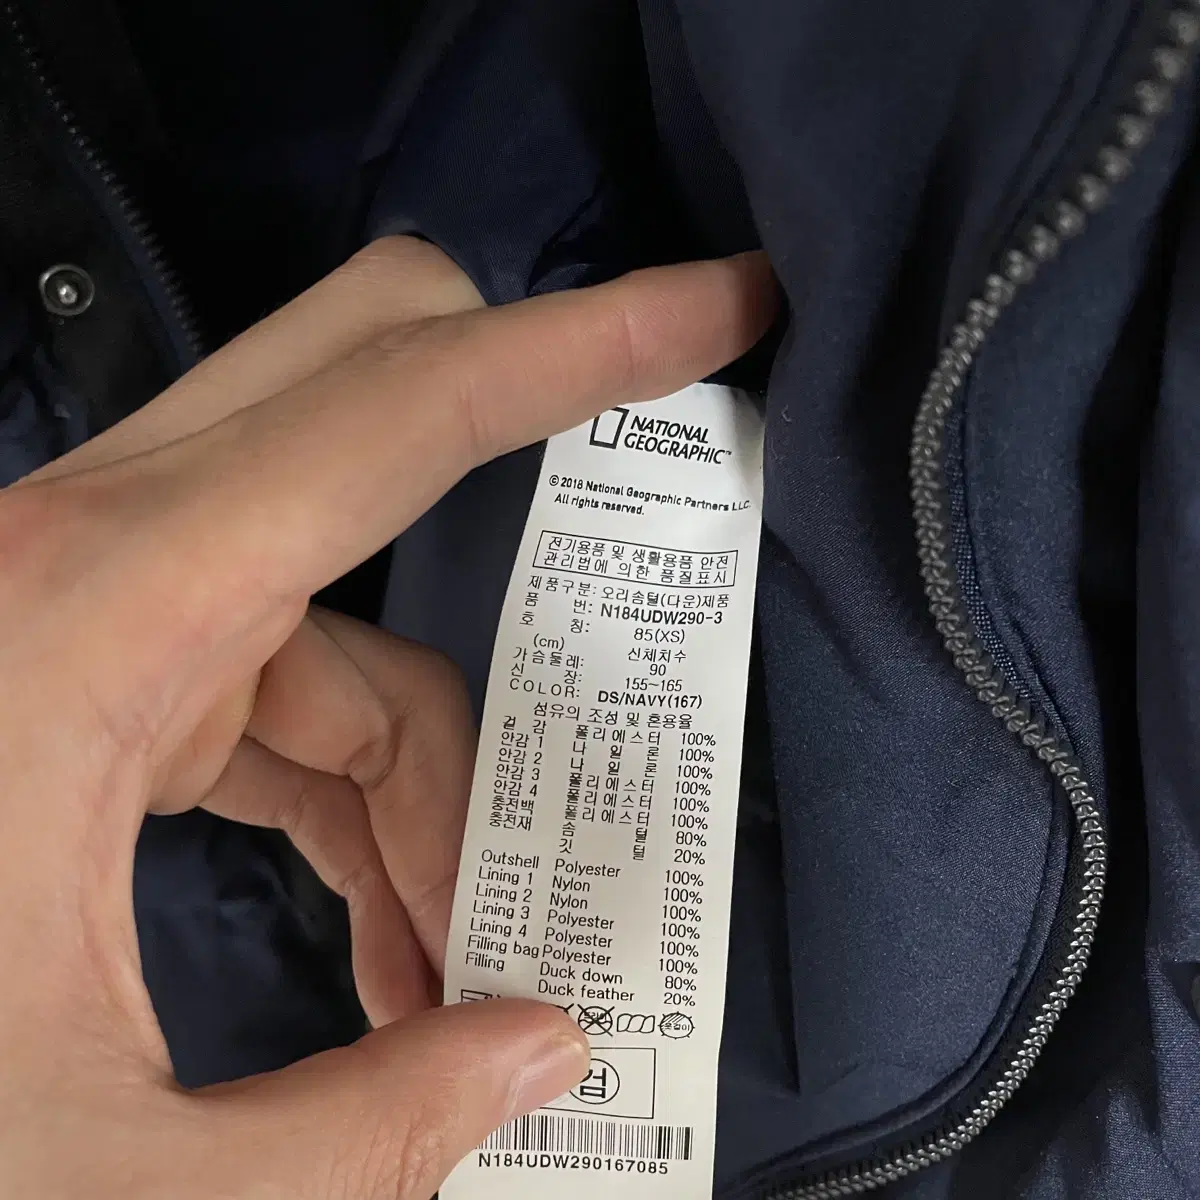 NATIONAL
GEOGRAPHIC™
©2018 National Geographic Partners LLC.
All rights reserved.
전기용품 및 생활용품 안전
관리법에 의한 품질표시
제품구분: 오리솜털(다운)제품
품 번: N184UDW290-3
호 칭: 85(XS)
(cm) 신체치수
가슴둘레: 90
신 장: 155~165
COLOR: DS/NAVY(167)
섬유의 조성 및 혼용율
겉 감 폴리에스터 100%
안감 1 나 일 론 100%
안감 2 나 일 론 100%
안감 3 폴리에스터 100%
안감 4 폴리에스터 100%
충전백 폴리에스터 100%
충전재 솜 털 80%
깃 털 20%
Outshell Polyester 100%
Lining 1 Nylon 100%
Lining 2 Nylon 100%
Lining 3 Polyester 100%
Lining 4 Polyester 100%
Filling bag Polyester 100%
Filling Duck down 80%
Duck feather 20%
옷걸이
검
N184UDW290167085